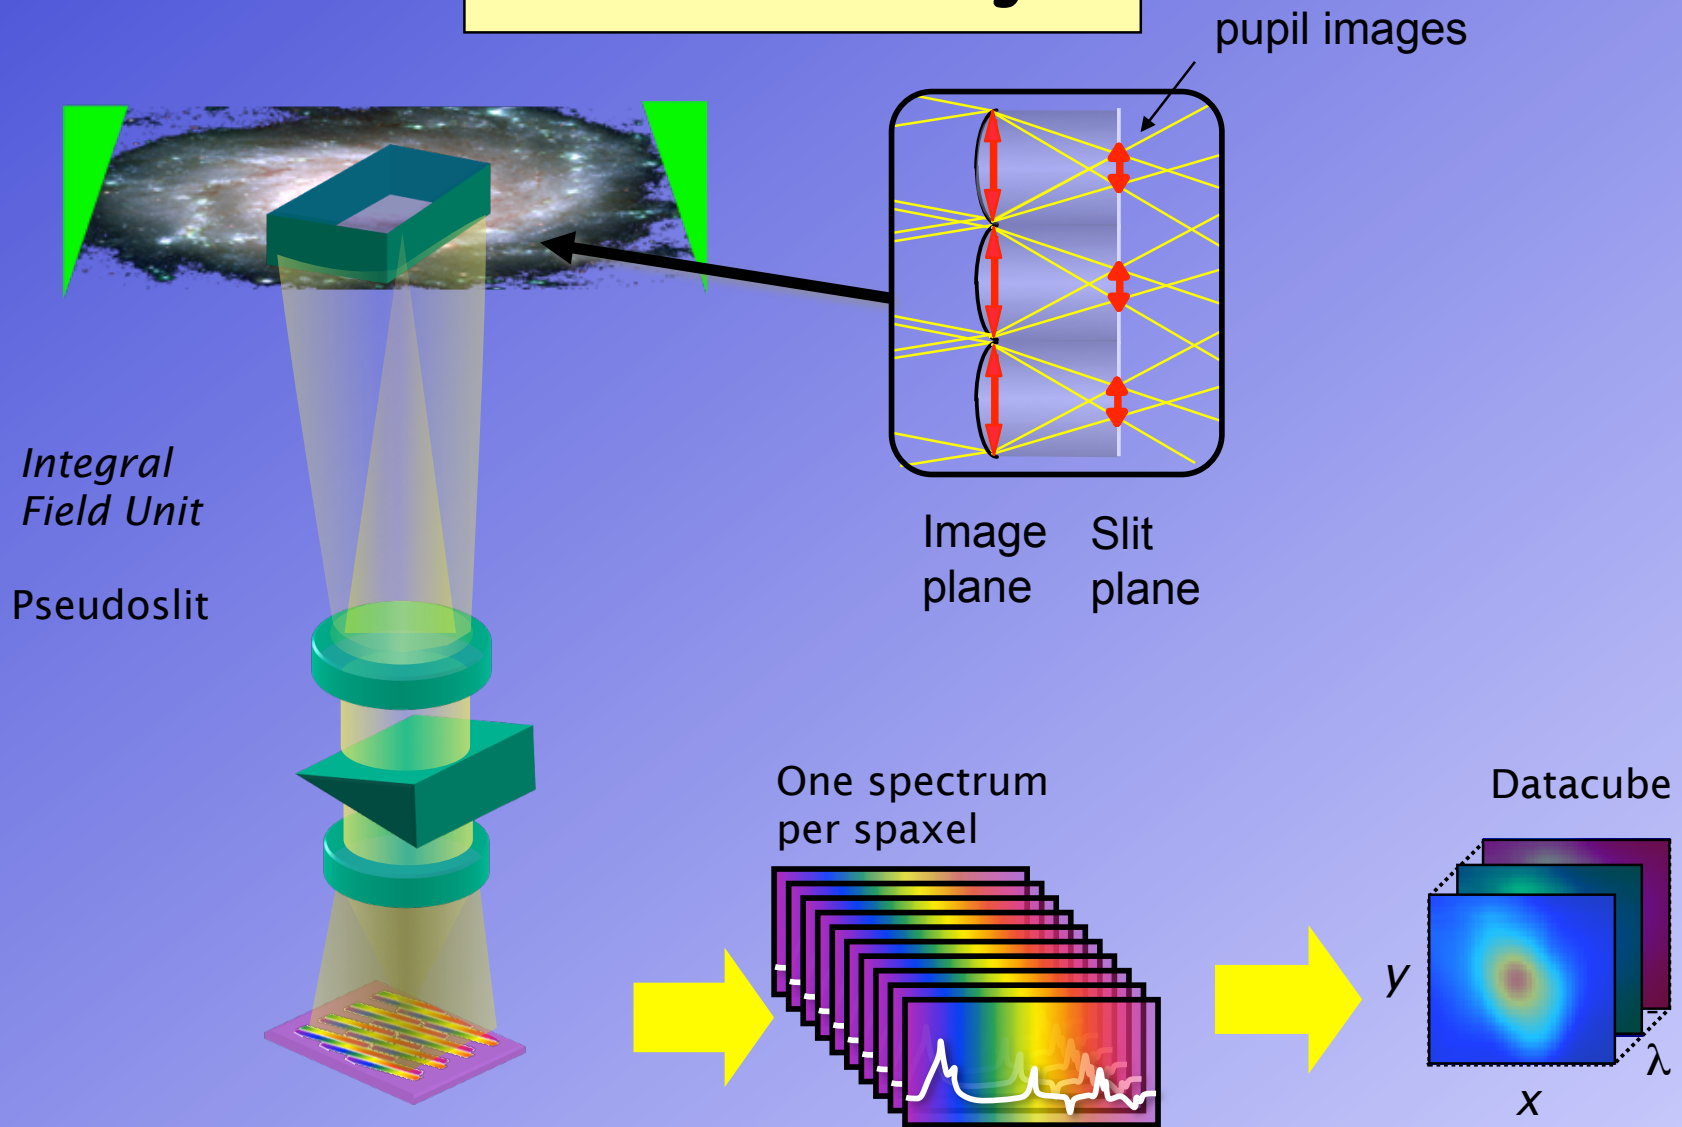 pupil images
Integral
Field Unit
Pseudoslit
Image
plane
Slit
plane
One spectrum
per spaxel
Datacube
y
λ
x